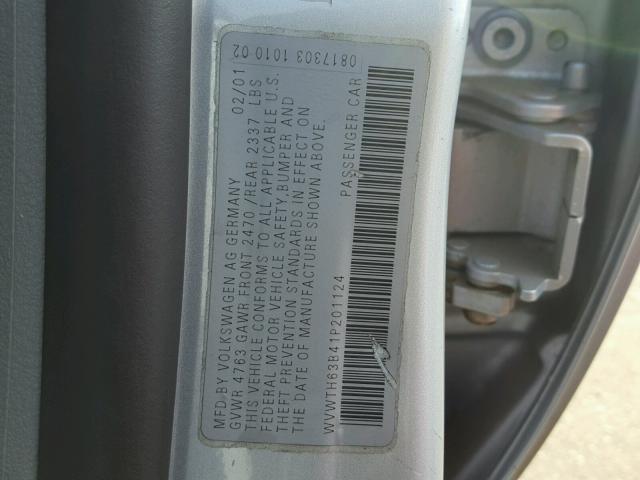 MFD.BY VOLKSWAGEN AG GERMANY 02/01
GVWR 4763 GAWR FRONT 2470 /REAR 2337 LBS
THIS VEHICLE CONFORMS TO ALL APPLICABLE U.S.
FEDERAL MOTOR VEHICLE SAFETY,BUMPER AND
THEFT PREVENTION STANDARDS IN EFFECT ON
THE DATE OF MANUFACTURE SHOWN ABOVE.
WVWTH63B41P201124 PASSENGER CAR
0817303 1010 02